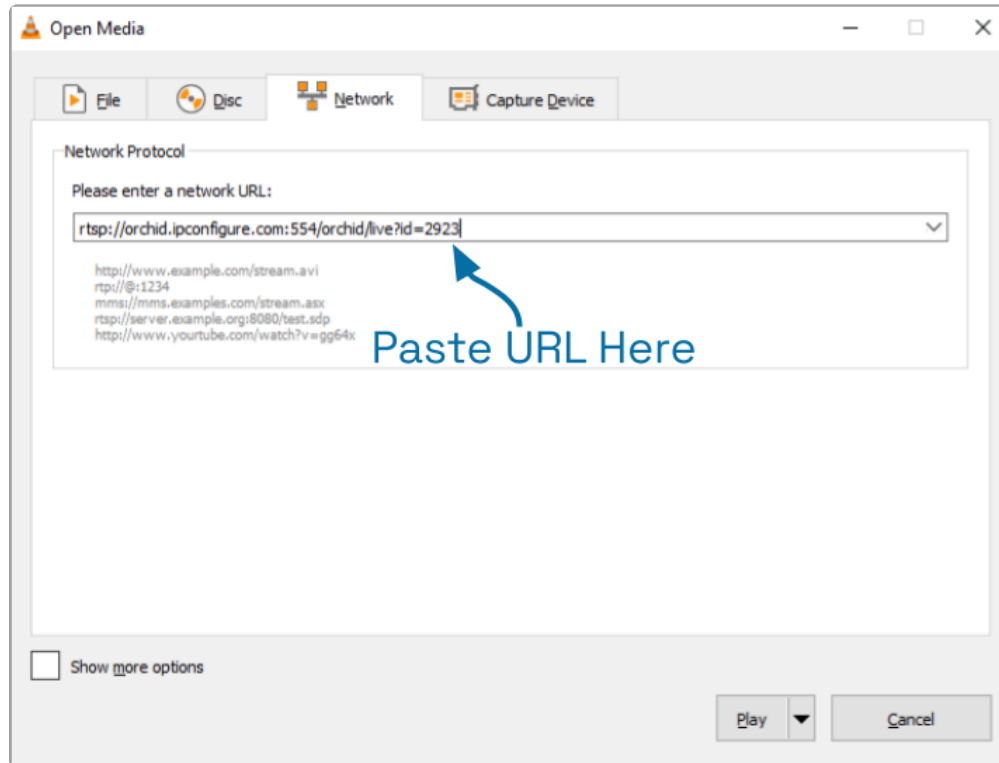 Open Media
File
Disc
Network
Capture Device
Network Protocol
Please enter a network URL:
rtsp://orchid.ipconfigure.com:554/orchid/live?id=2923
http://www.example.com/stream.avi
rtp://@:1234
mms://mms.examples.com/stream.asx
rtsp://server.example.org:8080/test.sdp
http://www.yourtube.com/watch?v=gg64x
Paste URL Here
Show more options
Play
Cancel